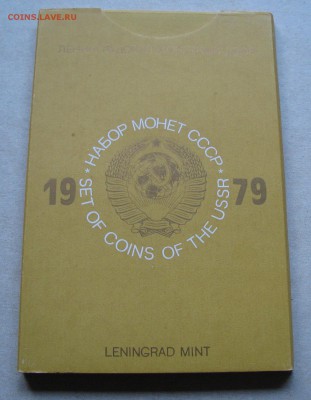 COINS.LAVE.RU
* НАБОР МОНЕТ СССР *
SET OF COINS OF THE USSR
19 79
LENINGRAD MINT